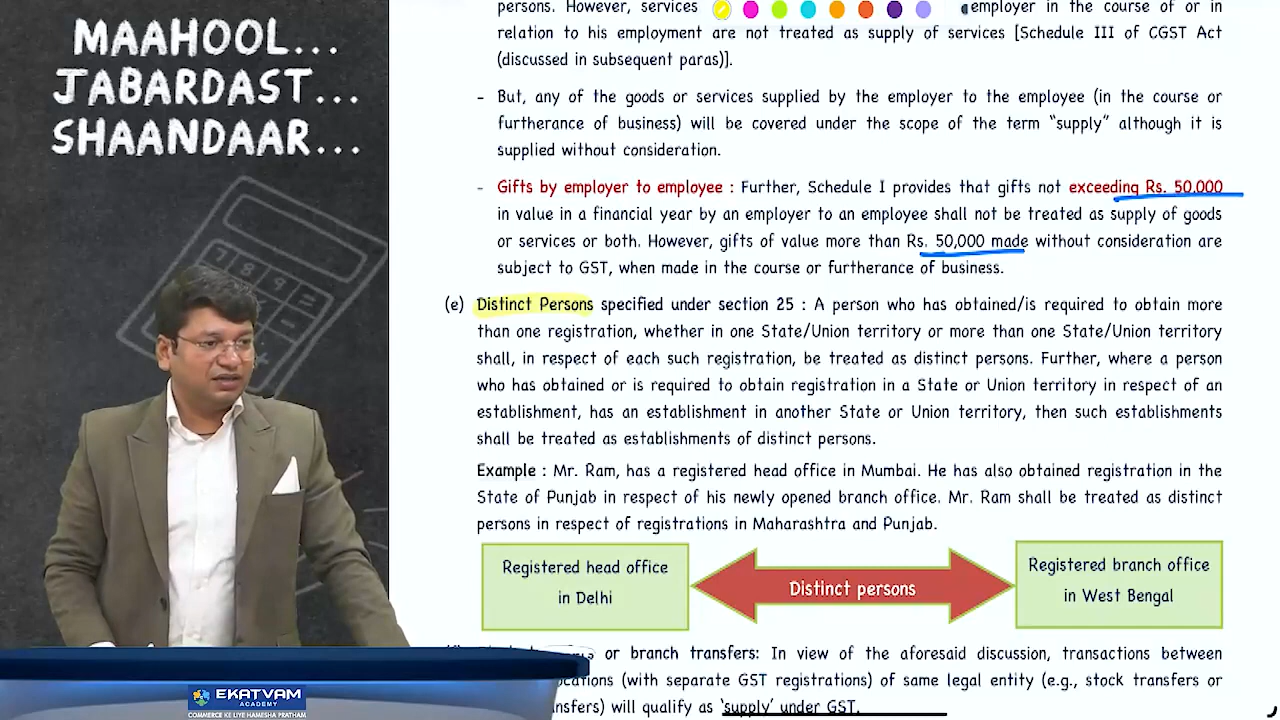 MAAHOOL...
JABARDAST...
SHAANDAAR...
persons. However, services employer in the course of or in
relation to his employment are not treated as supply of services [Schedule III of CGST Act
(discussed in subsequent paras)].
- But, any of the goods or services supplied by the employer to the employee (in the course or
furtherance of business) will be covered under the scope of the term “supply” although it is
supplied without consideration.
- Gifts by employer to employee : Further, Schedule I provides that gifts not exceeding Rs. 50,000
in value in a financial year by an employer to an employee shall not be treated as supply of goods
or services or both. However, gifts of value more than Rs. 50,000 made without consideration are
subject to GST, when made in the course or furtherance of business.
(e) Distinct Persons specified under section 25 : A person who has obtained/is required to obtain more
than one registration, whether in one State/Union territory or more than one State/Union territory
shall, in respect of each such registration, be treated as distinct persons. Further, where a person
who has obtained or is required to obtain registration in a State or Union territory in respect of an
establishment, has an establishment in another State or Union territory, then such establishments
shall be treated as establishments of distinct persons.
Example : Mr. Ram, has a registered head office in Mumbai. He has also obtained registration in the
State of Punjab in respect of his newly opened branch office. Mr. Ram shall be treated as distinct
persons in respect of registrations in Maharashtra and Punjab.
Registered head office
in Delhi
Distinct persons
Registered branch office
in West Bengal
or branch transfers: In view of the aforesaid discussion, transactions between
(with separate GST registrations) of same legal entity (e.g., stock transfers or
will qualify as ‘supply’ under GST.
EKATVAM
ACADEMY
COMMERCE KE LIYE HAMESHA PRATHAM